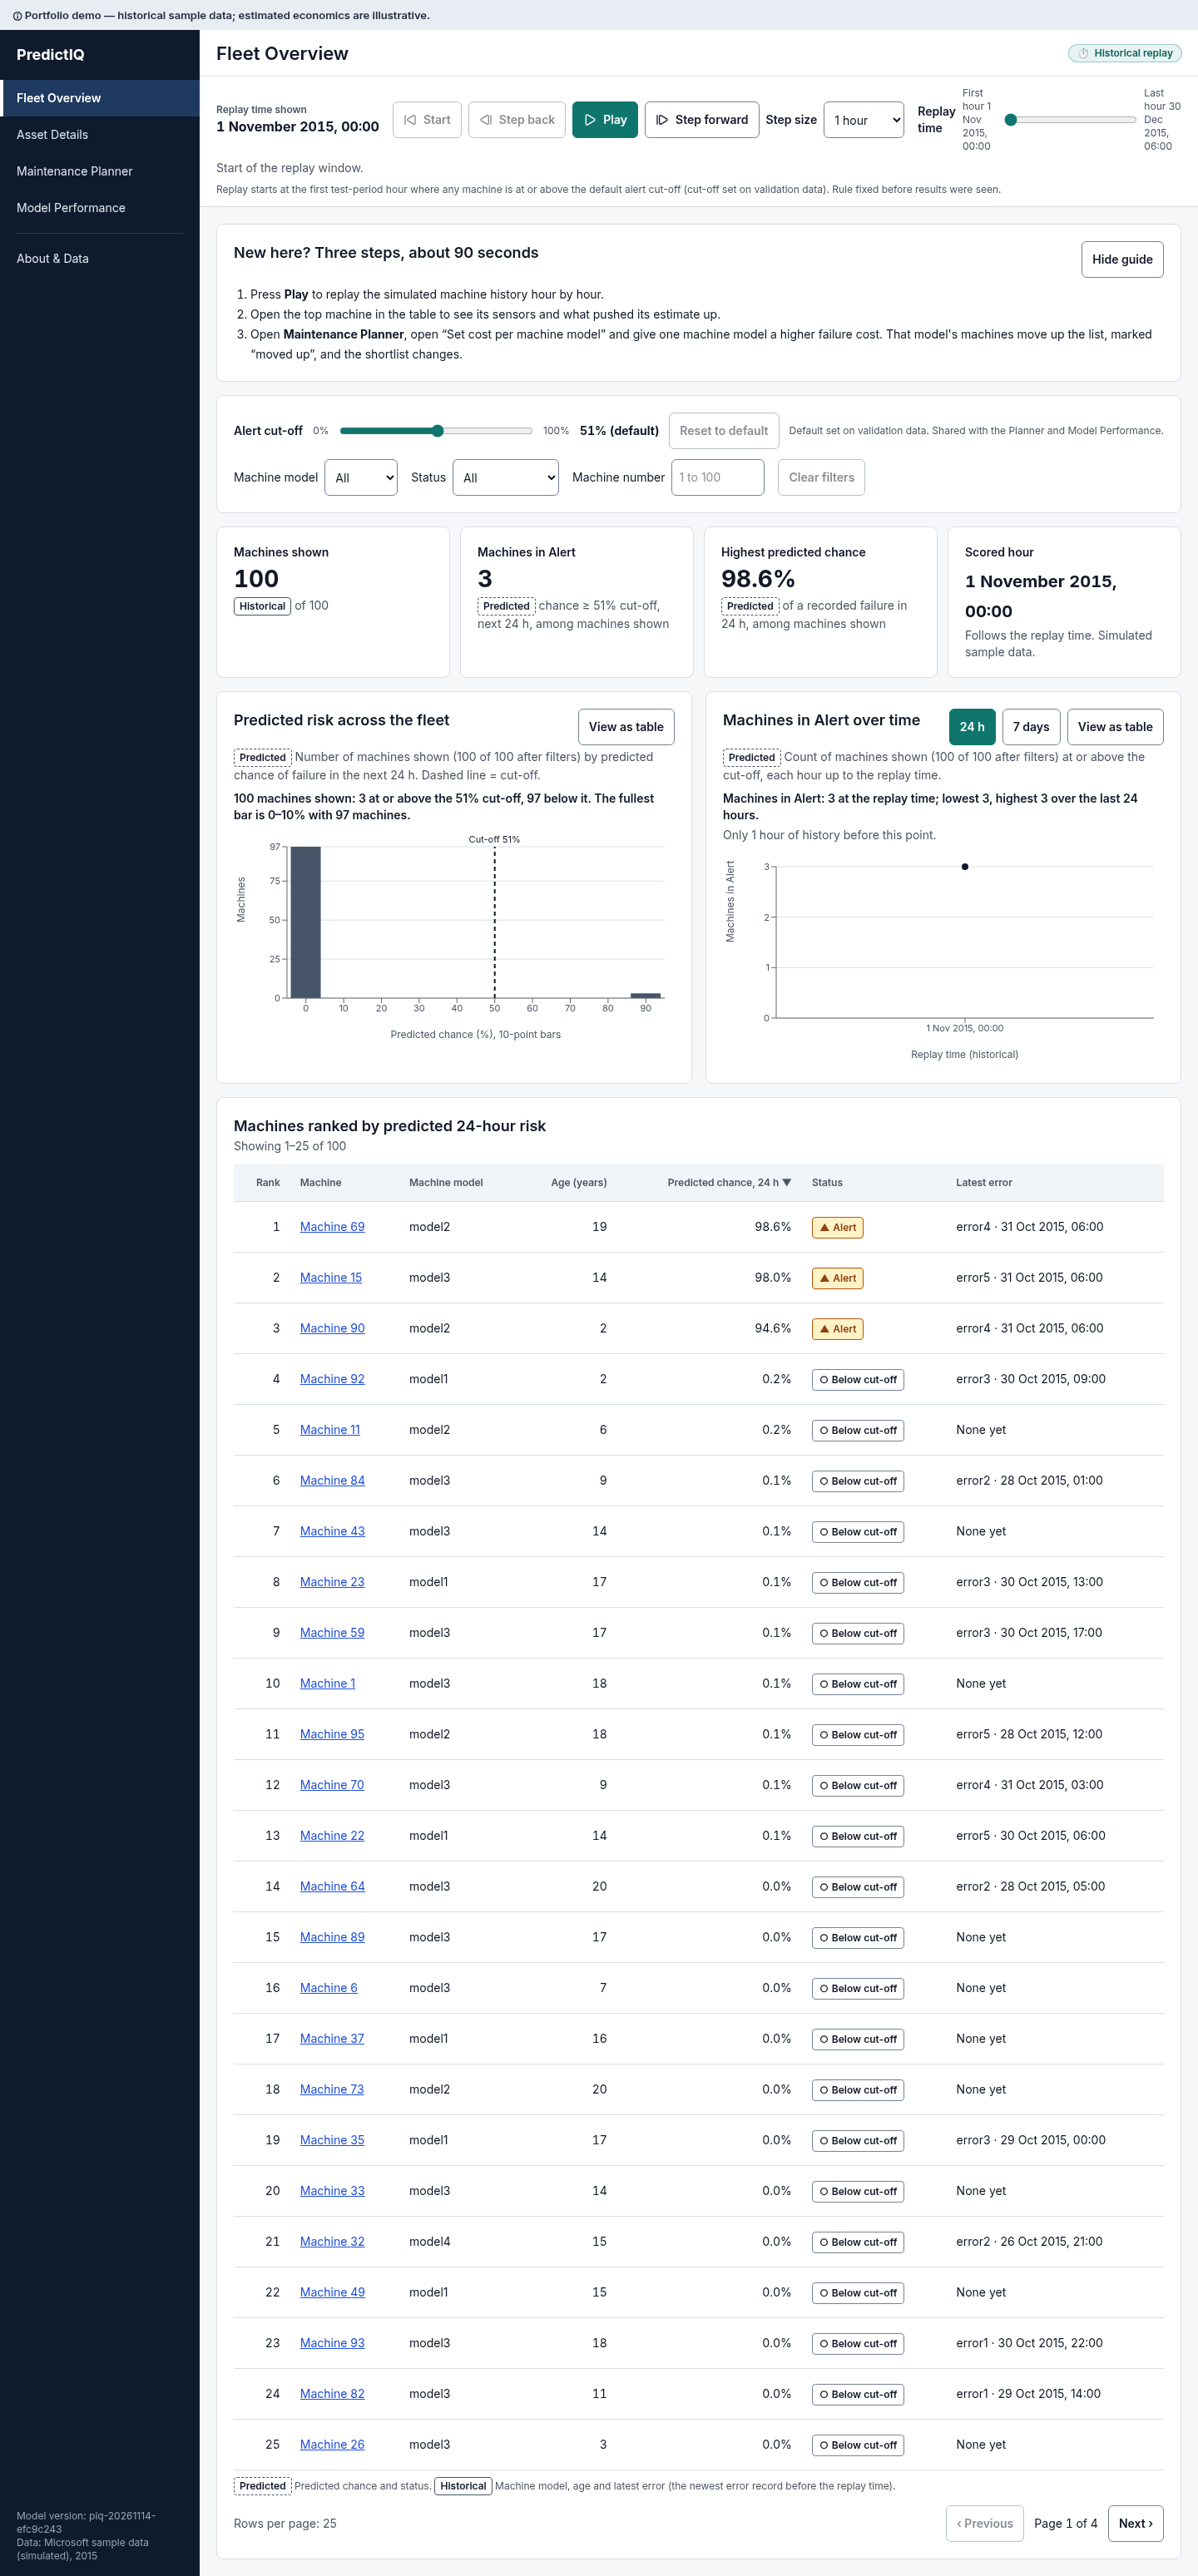 Portfolio demo — historical sample data; estimated economics are illustrative.
PredictIQ
Fleet Overview
Asset Details
Maintenance Planner
Model Performance
About & Data
Model version: piq-20261114-
efc9c243
Data: Microsoft sample data
(simulated), 2015
Fleet Overview
Historical replay
Replay time shown
1 November 2015, 00:00
Start
Step back
Play
Step forward
Step size
1 hour
Replay
time
First
hour 1
Nov
2015,
00:00
Last
hour 30
Dec
2015,
06:00
Start of the replay window.
Replay starts at the first test-period hour where any machine is at or above the default alert cut-off (cut-off set on validation data). Rule fixed before results were seen.
New here? Three steps, about 90 seconds
Hide guide
1. Press Play to replay the simulated machine history hour by hour.
2. Open the top machine in the table to see its sensors and what pushed its estimate up.
3. Open Maintenance Planner, open “Set cost per machine model” and give one machine model a higher failure cost. That model's machines move up the list, marked
“moved up”, and the shortlist changes.
Alert cut-off 0% 100% 51% (default) Reset to default Default set on validation data. Shared with the Planner and Model Performance.
Machine model All Status All Machine number 1 to 100 Clear filters
Machines shown
100
Historical of 100
Machines in Alert
3
Predicted chance ≥ 51% cut-off,
next 24 h, among machines shown
Highest predicted chance
98.6%
Predicted of a recorded failure in
24 h, among machines shown
Scored hour
1 November 2015,
00:00
Follows the replay time. Simulated
sample data.
Predicted risk across the fleet
View as table
Predicted Number of machines shown (100 of 100 after filters) by predicted
chance of failure in the next 24 h. Dashed line = cut-off.
100 machines shown: 3 at or above the 51% cut-off, 97 below it. The fullest
bar is 0–10% with 97 machines.
Cut-off 51%
Machines
97
75
50
25
0
0 10 20 30 40 50 60 70 80 90
Predicted chance (%), 10-point bars
Machines in Alert over time
24 h
7 days
View as table
Predicted Count of machines shown (100 of 100 after filters) at or above the
cut-off, each hour up to the replay time.
Machines in Alert: 3 at the replay time; lowest 3, highest 3 over the last 24
hours.
Only 1 hour of history before this point.
Machines in Alert
3
2
1
0
1 Nov 2015, 00:00
Replay time (historical)
Machines ranked by predicted 24-hour risk
Showing 1–25 of 100
Rank Machine Machine model Age (years) Predicted chance, 24 h ▼ Status Latest error
1 Machine 69 model2 19 98.6% ▲ Alert error4 · 31 Oct 2015, 06:00
2 Machine 15 model3 14 98.0% ▲ Alert error5 · 31 Oct 2015, 06:00
3 Machine 90 model2 2 94.6% ▲ Alert error4 · 31 Oct 2015, 06:00
4 Machine 92 model1 2 0.2% Below cut-off error3 · 30 Oct 2015, 09:00
5 Machine 11 model2 6 0.2% Below cut-off None yet
6 Machine 84 model3 9 0.1% Below cut-off error2 · 28 Oct 2015, 01:00
7 Machine 43 model3 14 0.1% Below cut-off None yet
8 Machine 23 model1 17 0.1% Below cut-off error3 · 30 Oct 2015, 13:00
9 Machine 59 model3 17 0.1% Below cut-off error3 · 30 Oct 2015, 17:00
10 Machine 1 model3 18 0.1% Below cut-off None yet
11 Machine 95 model2 18 0.1% Below cut-off error5 · 28 Oct 2015, 12:00
12 Machine 70 model3 9 0.1% Below cut-off error4 · 31 Oct 2015, 03:00
13 Machine 22 model1 14 0.1% Below cut-off error5 · 30 Oct 2015, 06:00
14 Machine 64 model3 20 0.0% Below cut-off error2 · 28 Oct 2015, 05:00
15 Machine 89 model3 17 0.0% Below cut-off None yet
16 Machine 6 model3 7 0.0% Below cut-off None yet
17 Machine 37 model1 16 0.0% Below cut-off None yet
18 Machine 73 model2 20 0.0% Below cut-off None yet
19 Machine 35 model1 17 0.0% Below cut-off error3 · 29 Oct 2015, 00:00
20 Machine 33 model3 14 0.0% Below cut-off None yet
21 Machine 32 model4 15 0.0% Below cut-off error2 · 26 Oct 2015, 21:00
22 Machine 49 model1 15 0.0% Below cut-off None yet
23 Machine 93 model3 18 0.0% Below cut-off error1 · 30 Oct 2015, 22:00
24 Machine 82 model3 11 0.0% Below cut-off error1 · 29 Oct 2015, 14:00
25 Machine 26 model3 3 0.0% Below cut-off None yet
Predicted Predicted chance and status. Historical Machine model, age and latest error (the newest error record before the replay time).
Rows per page: 25
‹ Previous Page 1 of 4 Next ›